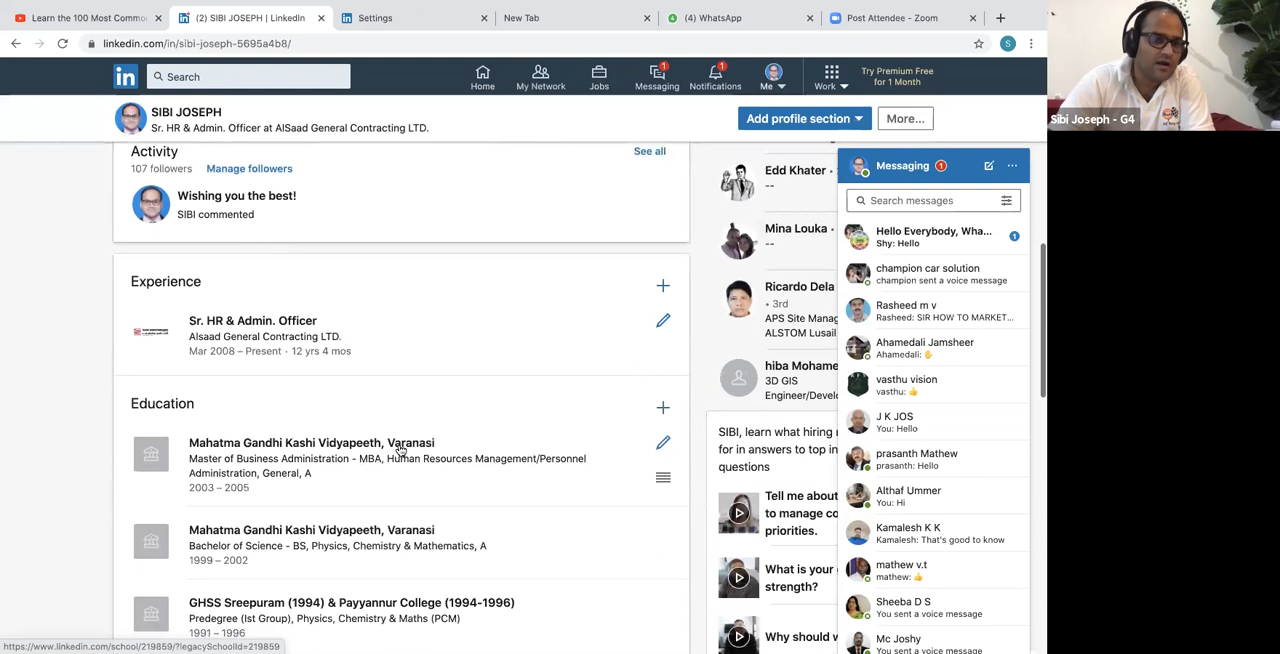 Learn the 100 Most Commo
(2) SIBI JOSEPH | LinkedIn
Settings
New Tab
(4) WhatsApp
Post Attendee - Zoom
linkedin.com/in/sibi-joseph-5695a4b8/
S
in
Search
Home
My Network
Jobs
1
Messaging
1
Notifications
Me
Work
Try Premium Free
for 1 Month
SIBI JOSEPH
Sr. HR & Admin. Officer at AlSaad General Contracting LTD.
Add profile section
More...
Sibi Joseph - G4
Activity
See all
107 followers
Manage followers
Wishing you the best!
SIBI commented
Experience
Sr. HR & Admin. Officer
Alsaad General Contracting LTD.
Mar 2008 – Present · 12 yrs 4 mos
Education
Mahatma Gandhi Kashi Vidyapeeth, Varanasi
Master of Business Administration - MBA, Human Resources Management/Personnel
Administration, General, A
2003 – 2005
Mahatma Gandhi Kashi Vidyapeeth, Varanasi
Bachelor of Science - BS, Physics, Chemistry & Mathematics, A
1999 – 2002
GHSS Sreepuram (1994) & Payyannur College (1994-1996)
Predegree (Ist Group), Physics, Chemistry & Maths (PCM)
1991 – 1996
https://www.linkedin.com/school/219859/?legacySchoolId=219859
Edd Khater •
--
Mina Louka •
--
Ricardo Dela
• 3rd
APS Site Manag
ALSTOM Lusail
hiba Mohame
3D GIS
Engineer/Develo
SIBI, learn what hiring
for in answers to top in
questions
Tell me about
to manage co
priorities.
What is your
strength?
Why should w
Messaging 1
Search messages
Hello Everybody, Wha...
Shy: Hello
1
champion car solution
champion sent a voice message
Rasheed m v
Rasheed: SIR HOW TO MARKET...
Ahamedali Jamsheer
Ahamedali: ✋
vasthu vision
vasthu: 👍
J K JOS
You: Hello
prasanth Mathew
prasanth: Hello
Althaf Ummer
You: Hi
Kamalesh K K
Kamalesh: That's good to know
mathew v.t
mathew: 👍
Sheeba D S
You sent a voice message
Mc Joshy
You sent a voice message